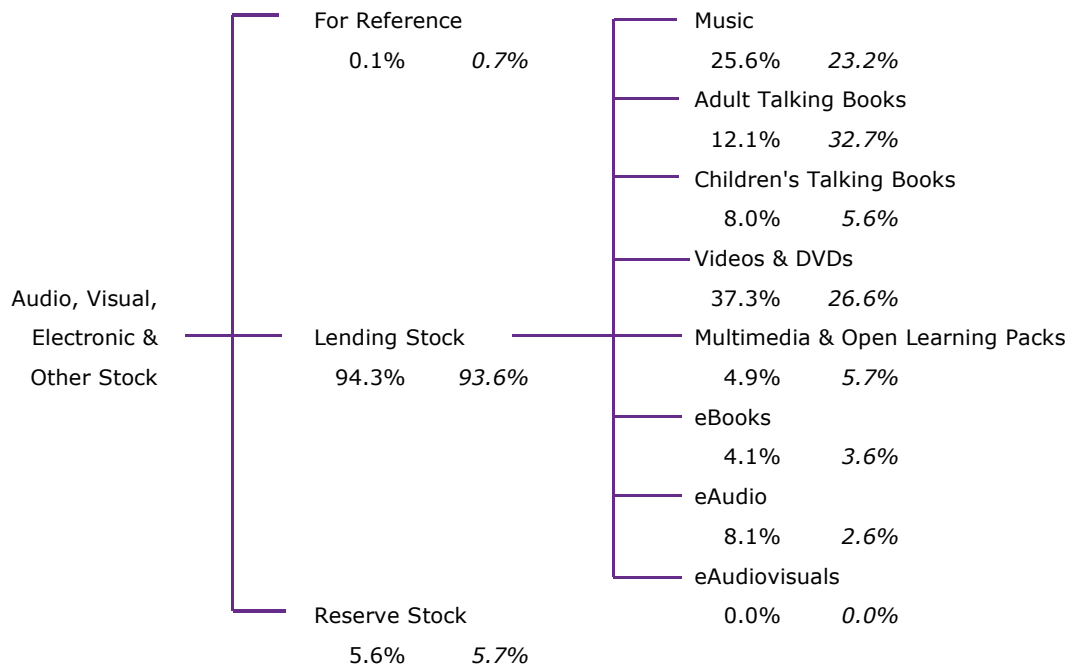 For Reference
0.1% 0.7%
Music
25.6% 23.2%
Adult Talking Books
12.1% 32.7%
Children's Talking Books
8.0% 5.6%
Videos & DVDs
37.3% 26.6%
Audio, Visual,
Electronic &
Other Stock
Lending Stock
94.3% 93.6%
Multimedia & Open Learning Packs
4.9% 5.7%
eBooks
4.1% 3.6%
eAudio
8.1% 2.6%
eAudiovisuals
0.0% 0.0%
Reserve Stock
5.6% 5.7%